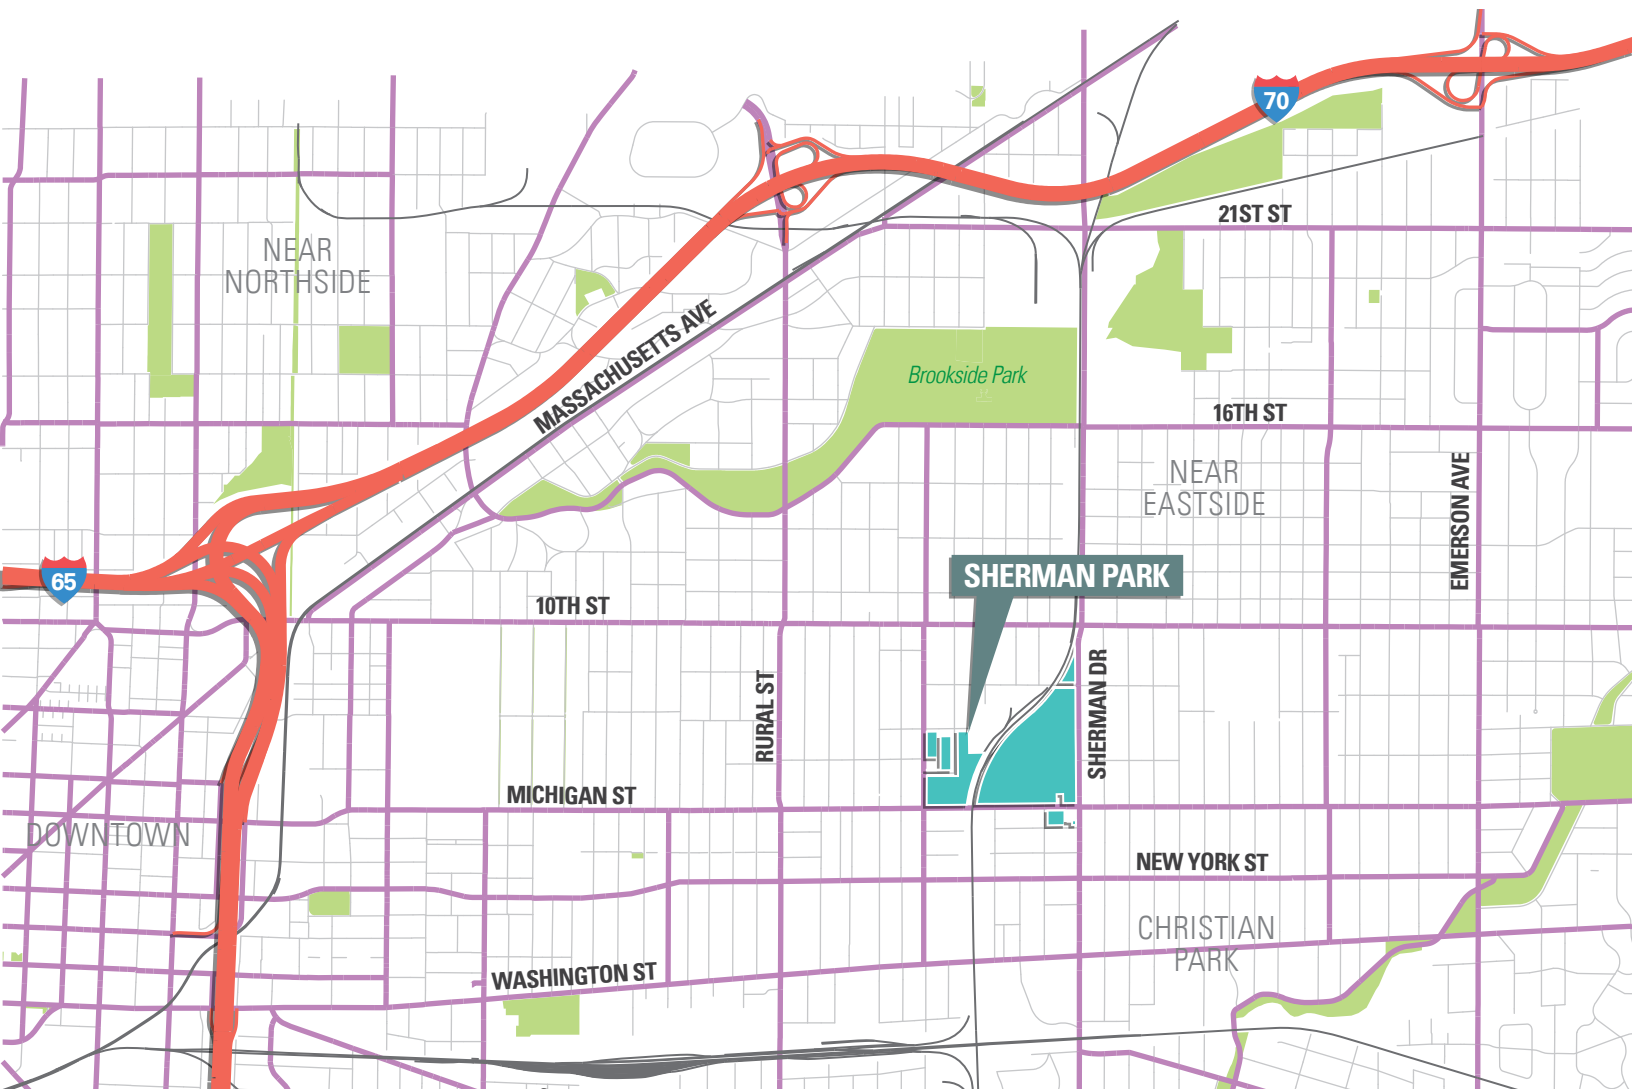 70
21ST ST
NEAR
NORTHSIDE
MASSACHUSETTS AVE
Brookside Park
16TH ST
NEAR
EASTSIDE
EMERSON AVE
65
SHERMAN PARK
10TH ST
RURAL ST
SHERMAN DR
MICHIGAN ST
DOWNTOWN
NEW YORK ST
CHRISTIAN
PARK
WASHINGTON ST